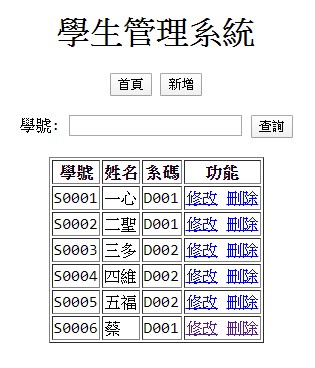 學生管理系統
首頁 新增
學號: 查詢
學號 姓名 系碼 功能
S0001 一心 D001 修改 刪除
S0002 二聖 D001 修改 刪除
S0003 三多 D002 修改 刪除
S0004 四維 D002 修改 刪除
S0005 五福 D002 修改 刪除
S0006 蔡 D001 修改 刪除